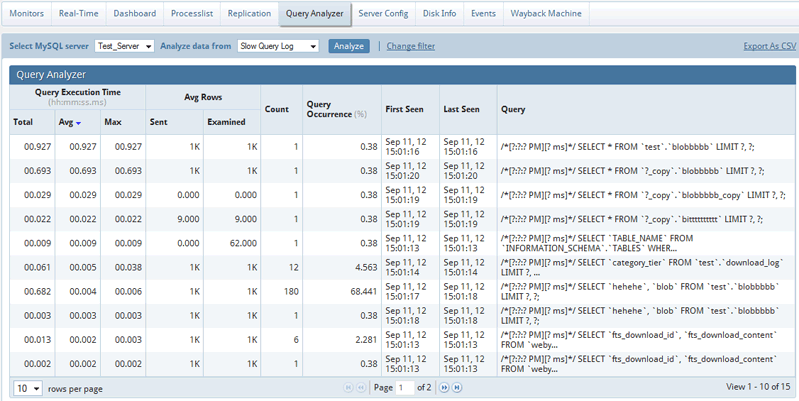 Monitors Real-Time Dashboard Processlist Replication Query Analyzer Server Config Disk Info Events Wayback Machine
Select MySQL server Test_Server Analyze data from Slow Query Log Analyze | Change filter Export As CSV
Query Analyzer
Query Execution Time
(hh:mm:ss.ms)
Avg Rows
Total Avg Max Sent Examined Count
Query
Occurrence (%)
First Seen Last Seen Query
00.927 00.927 00.927 1K 1K 1 0.38
Sep 11, 12
15:01:16
Sep 11, 12
15:01:16
/*[?:?:? PM][? ms]*/ SELECT * FROM `test`.`blobbbbb` LIMIT ?, ?;
00.693 00.693 00.693 1K 1K 1 0.38
Sep 11, 12
15:01:20
Sep 11, 12
15:01:20
/*[?:?:? PM][? ms]*/ SELECT * FROM `?_copy`.`blobbbbb` LIMIT ?, ?;
00.029 00.029 00.029 0.000 0.000 1 0.38
Sep 11, 12
15:01:19
Sep 11, 12
15:01:19
/*[?:?:? PM][? ms]*/ SELECT * FROM `?_copy`.`blobbbbb_copy` LIMIT ?, ?;
00.022 00.022 00.022 9.000 9.000 1 0.38
Sep 11, 12
15:01:19
Sep 11, 12
15:01:19
/*[?:?:? PM][? ms]*/ SELECT * FROM `?_copy`.`bitttttttttt` LIMIT ?, ?;
00.009 00.009 00.009 0.000 62.000 1 0.38
Sep 11, 12
15:01:13
Sep 11, 12
15:01:13
/*[?:?:? PM][? ms]*/ SELECT `TABLE_NAME` FROM
`INFORMATION_SCHEMA`.`TABLES` WHER...
00.061 00.005 00.038 1K 1K 12 4.563
Sep 11, 12
15:01:14
Sep 11, 12
15:01:14
/*[?:?:? PM][? ms]*/ SELECT `category_tier` FROM `test`.`download_log`
LIMIT ?, ...
00.682 00.004 00.006 1K 1K 180 68.441
Sep 11, 12
15:01:17
Sep 11, 12
15:01:18
/*[?:?:? PM][? ms]*/ SELECT `hehehe`, `blob` FROM `test`.`blobbbbb`
LIMIT ?, ?;
00.003 00.003 00.003 1K 1K 1 0.38
Sep 11, 12
15:01:18
Sep 11, 12
15:01:18
/*[?:?:? PM][? ms]*/ SELECT `hehehe`, `blob` FROM `test`.`blobbbbb`
LIMIT ?, ?;
00.013 00.002 00.003 1K 1K 6 2.281
Sep 11, 12
15:01:13
Sep 11, 12
15:01:13
/*[?:?:? PM][? ms]*/ SELECT `fts_download_id`, `fts_download_content`
FROM `weby...
00.002 00.002 00.002 1K 1K 1 0.38
Sep 11, 12
15:01:13
Sep 11, 12
15:01:13
/*[?:?:? PM][? ms]*/ SELECT `fts_download_id`, `fts_download_content`
FROM `weby...
10 rows per page Page 1 of 2 View 1 - 10 of 15